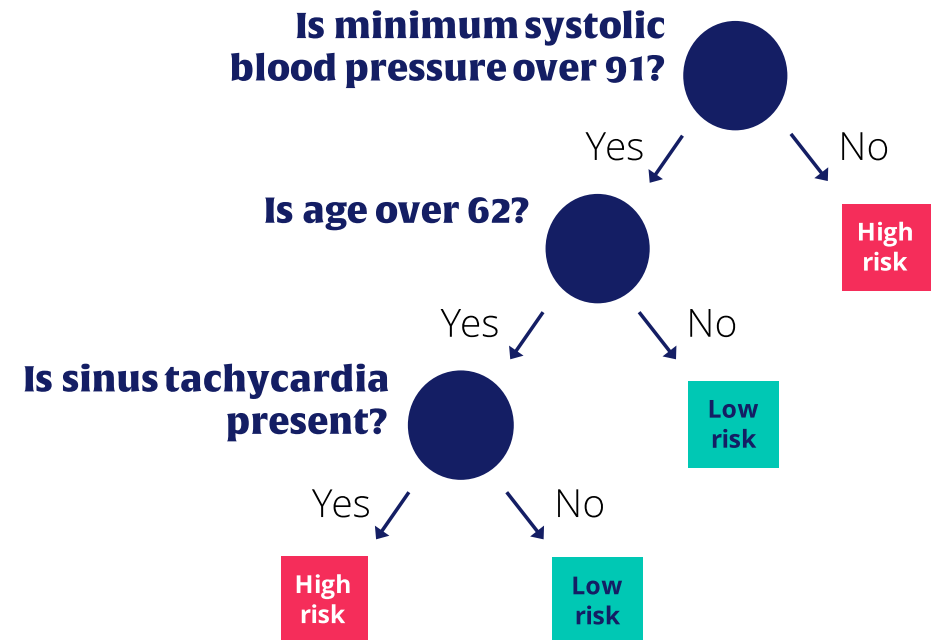 Is minimum systolic
blood pressure over 91?
Yes
No
Is age over 62?
High
risk
Yes
No
Is sinus tachycardia
present?
Low
risk
Yes
No
High
risk
Low
risk